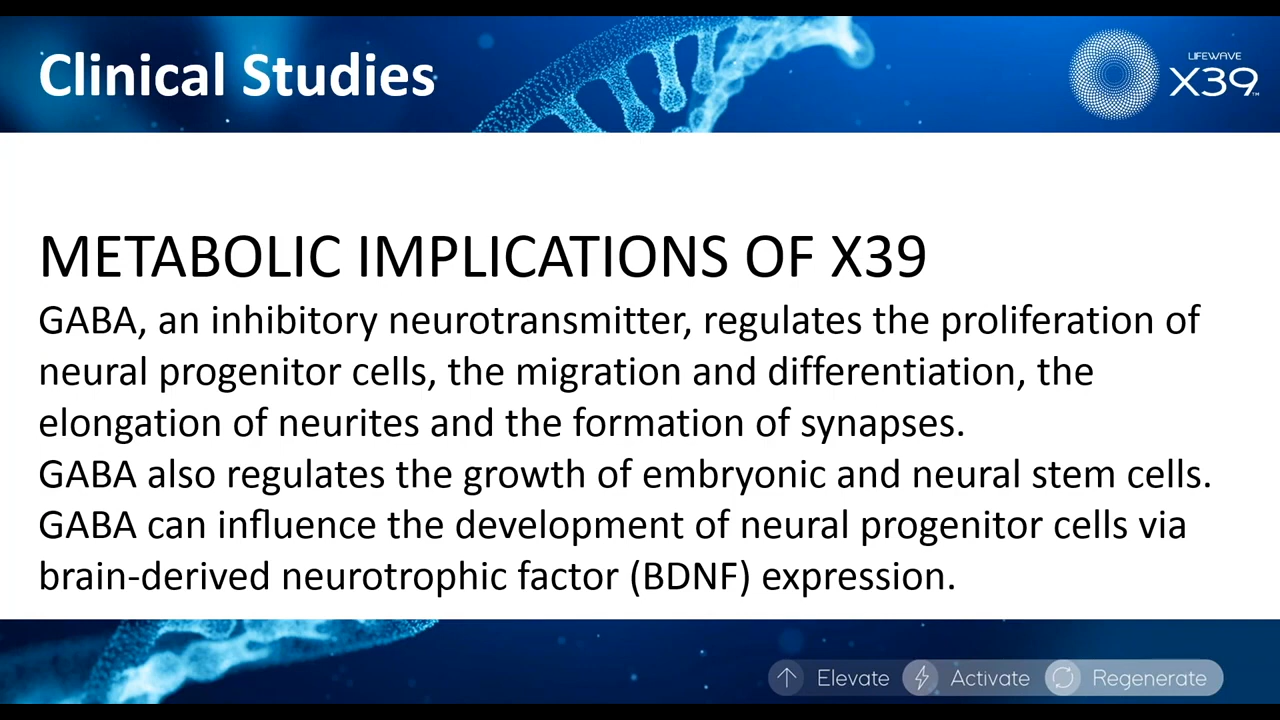 Clinical Studies
LIFEWAVE
X39™
METABOLIC IMPLICATIONS OF X39
GABA, an inhibitory neurotransmitter, regulates the proliferation of
neural progenitor cells, the migration and differentiation, the
elongation of neurites and the formation of synapses.
GABA also regulates the growth of embryonic and neural stem cells.
GABA can influence the development of neural progenitor cells via
brain-derived neurotrophic factor (BDNF) expression.
Elevate Activate Regenerate